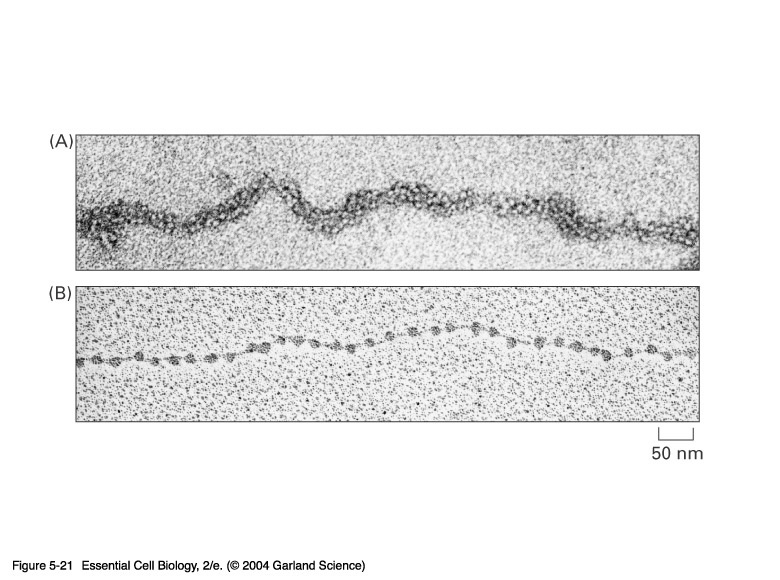 (A)
(B)
50 nm
Figure 5-21 Essential Cell Biology, 2/e. (© 2004 Garland Science)